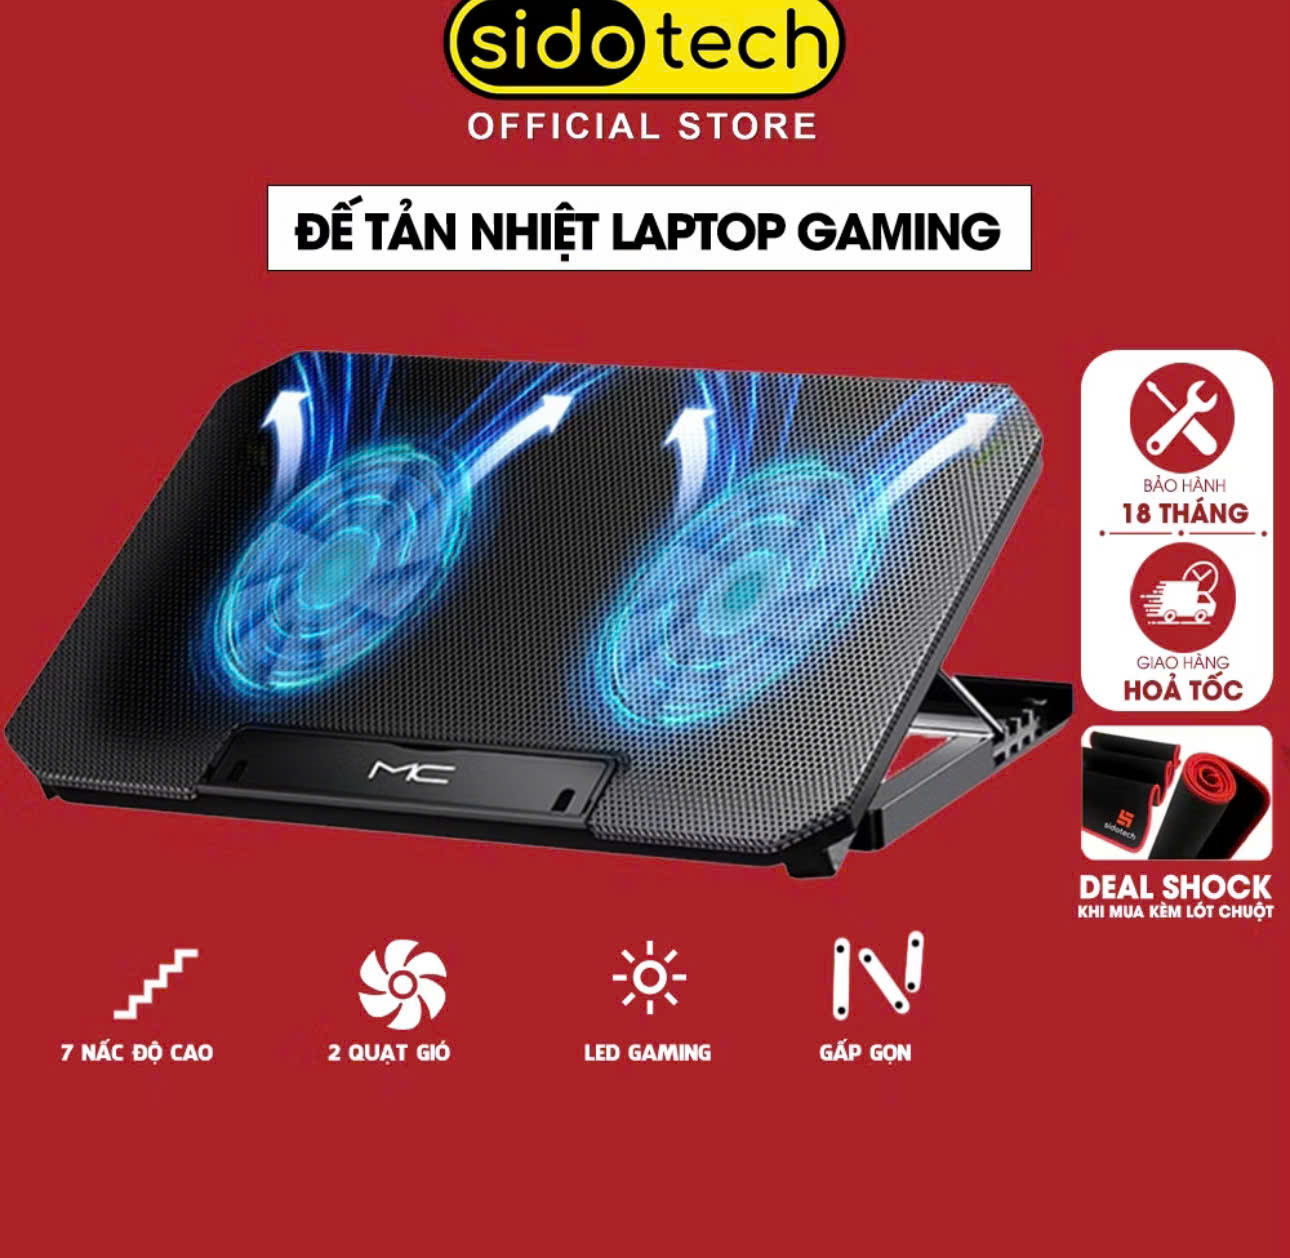 sidotech
OFFICIAL STORE
ĐẾ TẢN NHIỆT LAPTOP GAMING
BẢO HÀNH
18 THÁNG
GIAO HÀNG
HOẢ TỐC
MC
sidotech
DEAL SHOCK
KHI MUA KÈM LÓT CHUỘT
7 NẤC ĐỘ CAO
2 QUẠT GIÓ
LED GAMING
GẤP GỌN